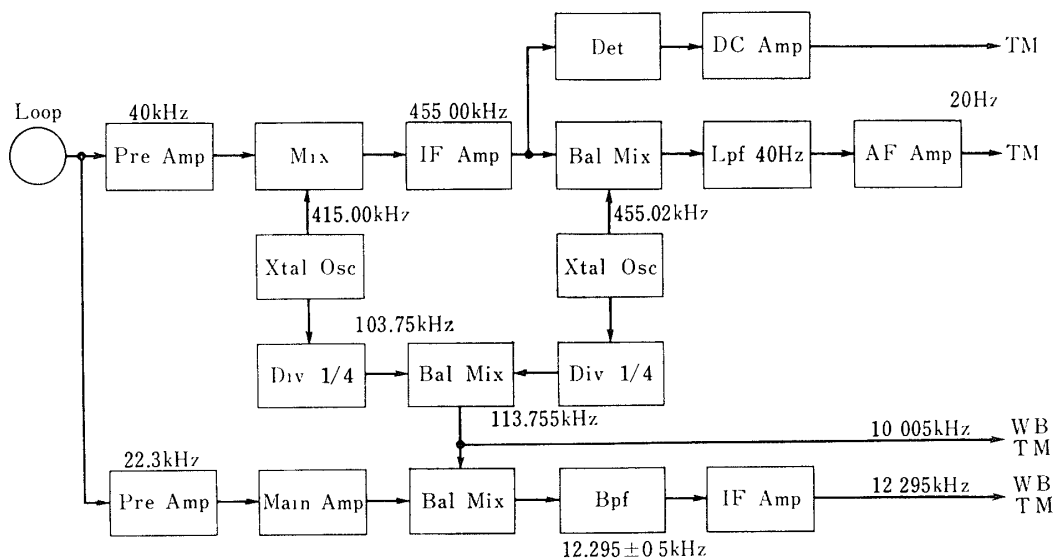 Det
DC Amp
TM
Loop
40kHz
455 00kHz
20Hz
Pre Amp
Mix
IF Amp
Bal Mix
Lpf 40Hz
AF Amp
TM
415.00kHz
455.02kHz
Xtal Osc
Xtal Osc
103.75kHz
Div 1/4
Bal Mix
Div 1/4
113.755kHz
10 005kHz
WB
TM
22.3kHz
Pre Amp
Main Amp
Bal Mix
Bpf
IF Amp
12 295kHz
WB
TM
12.295±0 5kHz